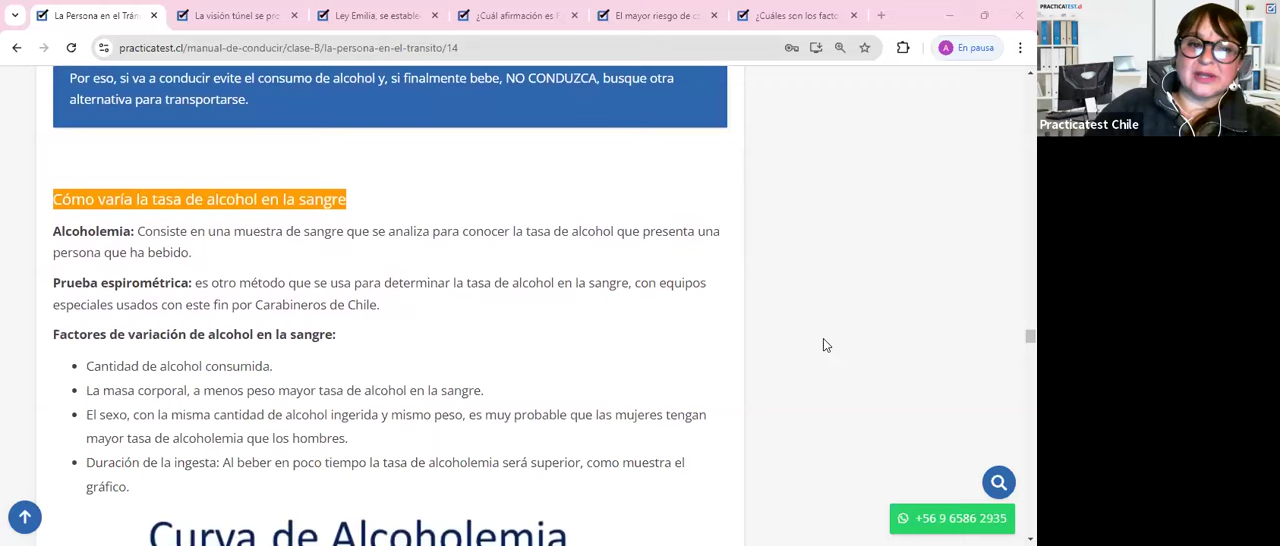 La Persona en el Trán
La visión túnel se pro
Ley Emilia, se estable
¿Cuál afirmación es F
El mayor riesgo de co
¿Cuáles son los facto
practicatest.cl/manual-de-conducir/clase-B/la-persona-en-el-transito/14
A
En pausa
PRACTICATEST.cl
Practicatest Chile
Por eso, si va a conducir evite el consumo de alcohol y, si finalmente bebe, NO CONDUZCA, busque otra
alternativa para transportarse.
Cómo varía la tasa de alcohol en la sangre
Alcoholemia: Consiste en una muestra de sangre que se analiza para conocer la tasa de alcohol que presenta una
persona que ha bebido.
Prueba espirométrica: es otro método que se usa para determinar la tasa de alcohol en la sangre, con equipos
especiales usados con este fin por Carabineros de Chile.
Factores de variación de alcohol en la sangre:
• Cantidad de alcohol consumida.
• La masa corporal, a menos peso mayor tasa de alcohol en la sangre.
• El sexo, con la misma cantidad de alcohol ingerida y mismo peso, es muy probable que las mujeres tengan
mayor tasa de alcoholemia que los hombres.
• Duración de la ingesta: Al beber en poco tiempo la tasa de alcoholemia será superior, como muestra el
gráfico.
Curva de Alcoholemia
+56 9 6586 2935